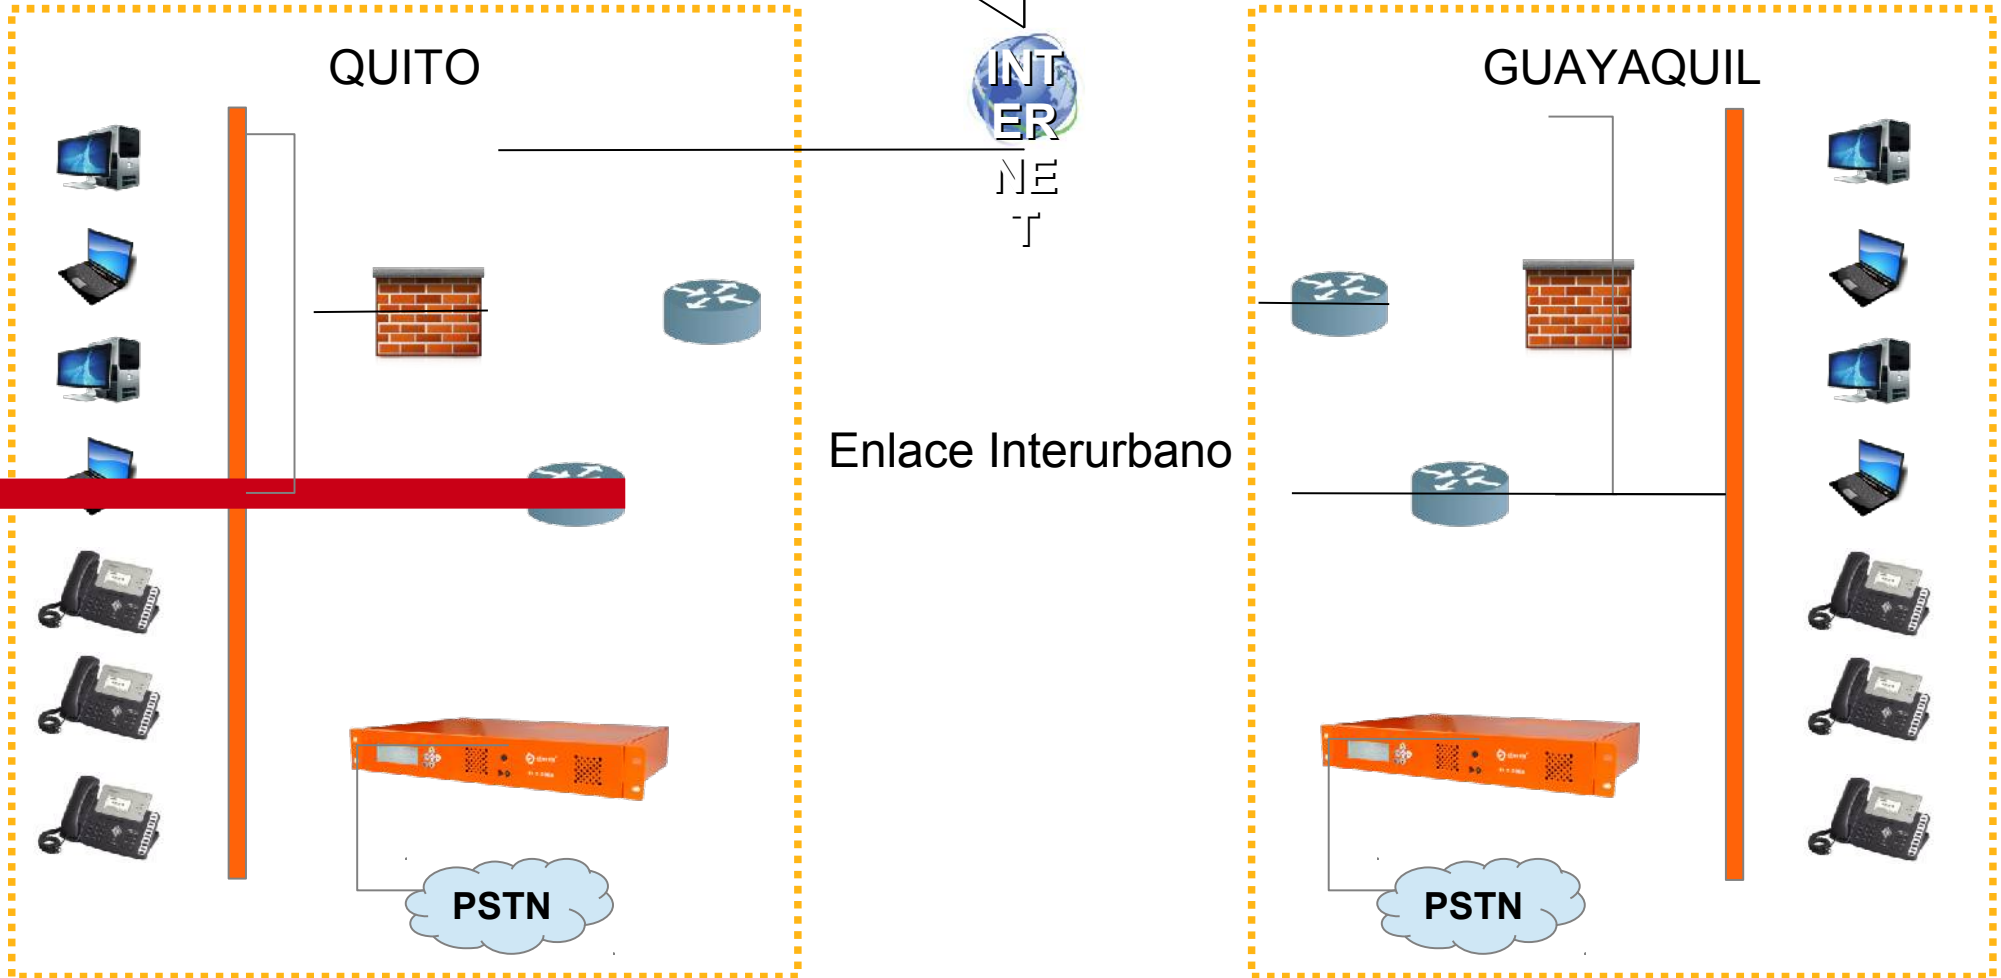 QUITO
INT
ER
NE
T
GUAYAQUIL
Enlace Interurbano
PSTN
PSTN